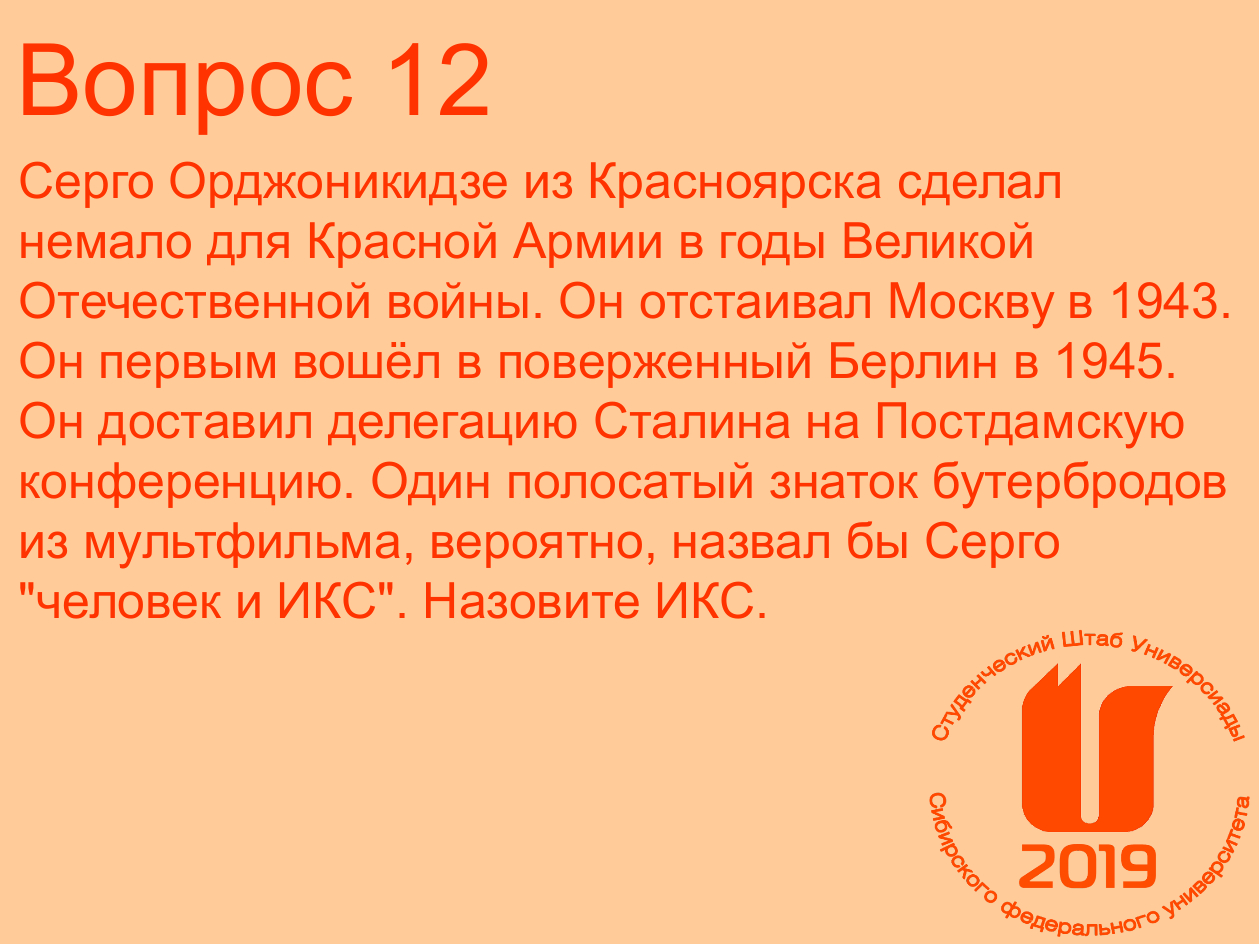 Вопрос 12
Серго Орджоникидзе из Красноярска сделал
немало для Красной Армии в годы Великой
Отечественной войны. Он отстаивал Москву в 1943.
Он первым вошёл в поверженный Берлин в 1945.
Он доставил делегацию Сталина на Постдамскую
конференцию. Один полосатый знаток бутербродов
из мультфильма, вероятно, назвал бы Серго
"человек и ИКС". Назовите ИКС.
Студенческий Штаб Универсиады
2019
Сибирского федерального университета